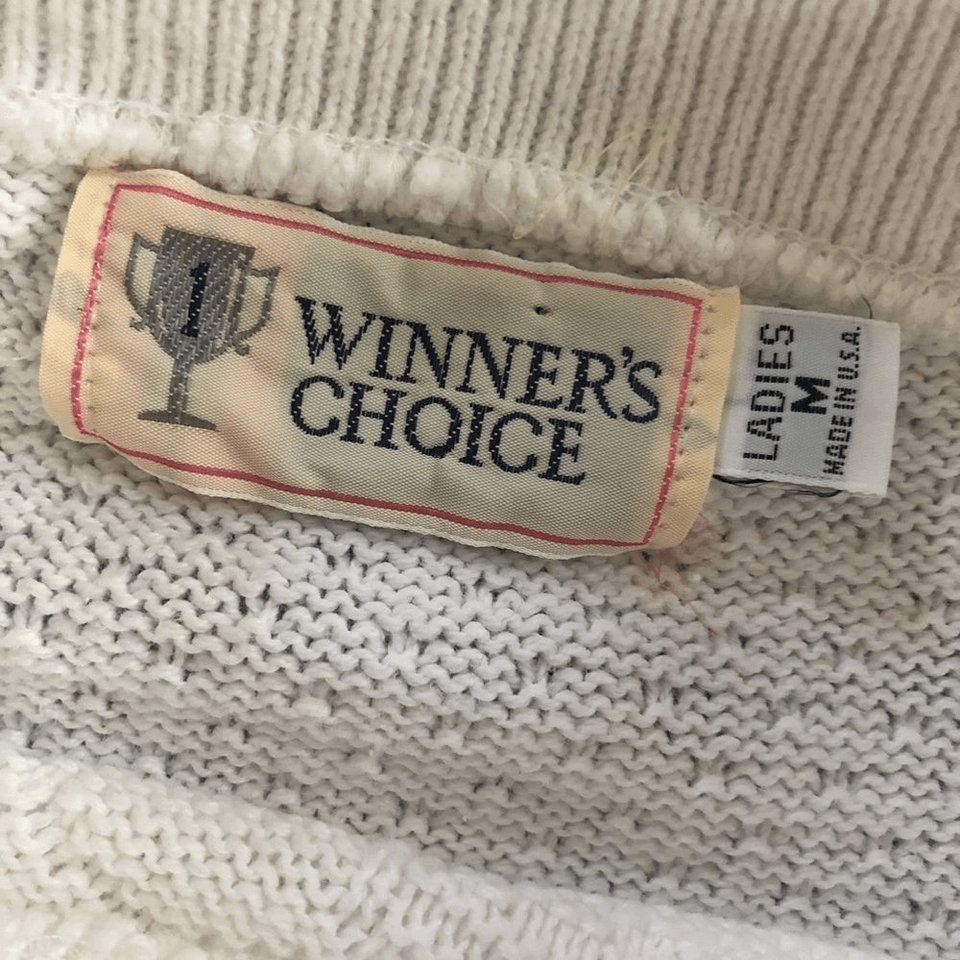 1
WINNER'S
CHOICE
LADIES
M
MADE IN U.S.A.